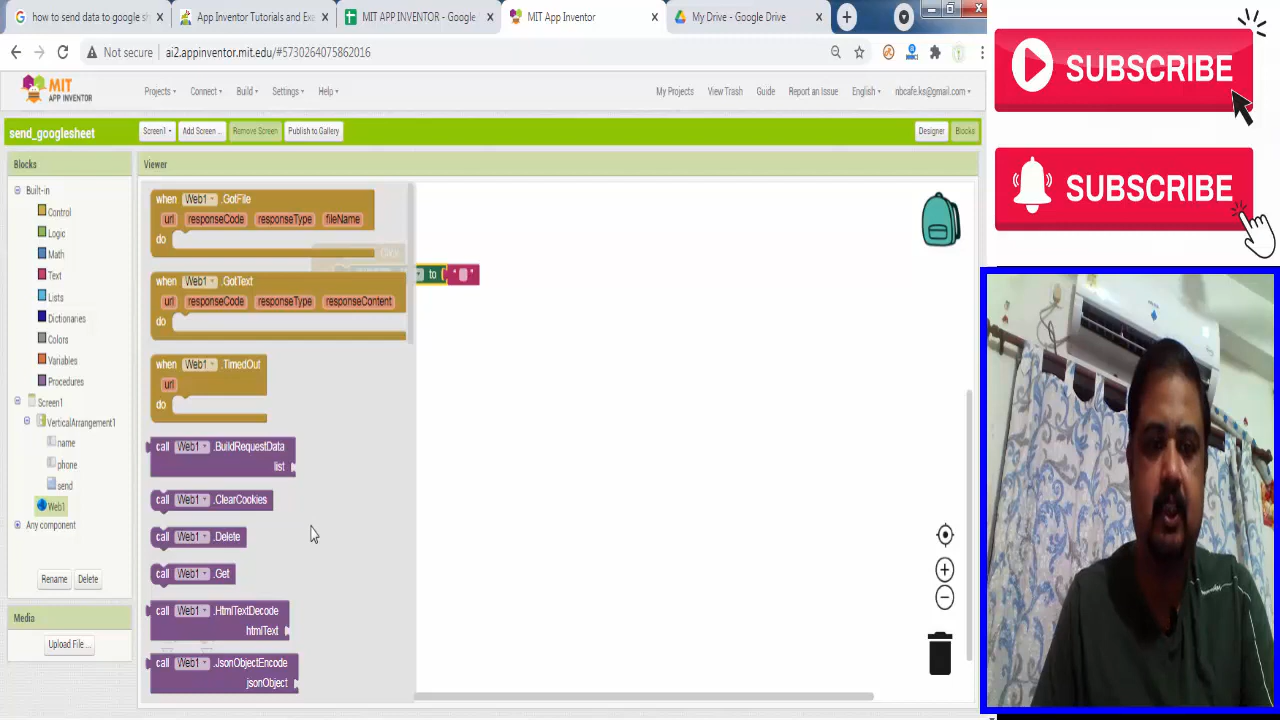 how to send data to google sh
App Inventor Tutorials and Exe
MIT APP INVENTOR - Google
MIT App Inventor
My Drive - Google Drive
Not secure
ai2.appinventor.mit.edu/#5730264075862016
MIT
APP INVENTOR
Projects
Connect
Build
Settings
Help
My Projects
View Trash
Guide
Report an Issue
English
nbcafe.ks@gmail.com
send_googlesheet
Screen1
Add Screen ...
Remove Screen
Publish to Gallery
Designer
Blocks
Blocks
Viewer
Built-in
Control
Logic
Math
Text
Lists
Dictionaries
Colors
Variables
Procedures
Screen1
VerticalArrangement1
name
phone
send
Web1
Any component
Rename
Delete
Media
Upload File ...
when Web1 .GotFile
url responseCode responseType fileName
do
Click
to " "
when Web1 .GotText
url responseCode responseType responseContent
do
when Web1 .TimedOut
url
do
call Web1 .BuildRequestData
list
call Web1 .ClearCookies
call Web1 .Delete
call Web1 .Get
call Web1 .HtmlTextDecode
htmlText
call Web1 .JsonObjectEncode
jsonObject
SUBSCRIBE
SUBSCRIBE